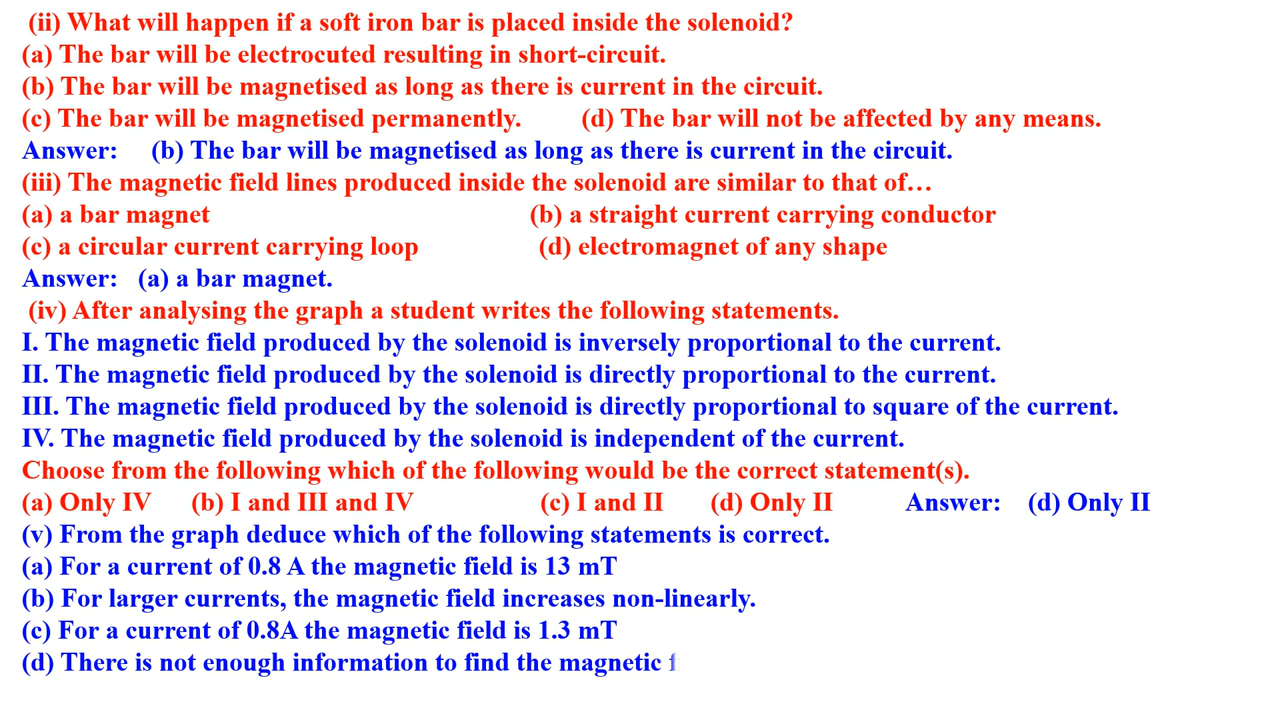 (ii) What will happen if a soft iron bar is placed inside the solenoid?
(a) The bar will be electrocuted resulting in short-circuit.
(b) The bar will be magnetised as long as there is current in the circuit.
(c) The bar will be magnetised permanently. (d) The bar will not be affected by any means.
Answer: (b) The bar will be magnetised as long as there is current in the circuit.
(iii) The magnetic field lines produced inside the solenoid are similar to that of…
(a) a bar magnet (b) a straight current carrying conductor
(c) a circular current carrying loop (d) electromagnet of any shape
Answer: (a) a bar magnet.
(iv) After analysing the graph a student writes the following statements.
I. The magnetic field produced by the solenoid is inversely proportional to the current.
II. The magnetic field produced by the solenoid is directly proportional to the current.
III. The magnetic field produced by the solenoid is directly proportional to square of the current.
IV. The magnetic field produced by the solenoid is independent of the current.
Choose from the following which of the following would be the correct statement(s).
(a) Only IV (b) I and III and IV (c) I and II (d) Only II Answer: (d) Only II
(v) From the graph deduce which of the following statements is correct.
(a) For a current of 0.8 A the magnetic field is 13 mT
(b) For larger currents, the magnetic field increases non-linearly.
(c) For a current of 0.8A the magnetic field is 1.3 mT
(d) There is not enough information to find the magnetic